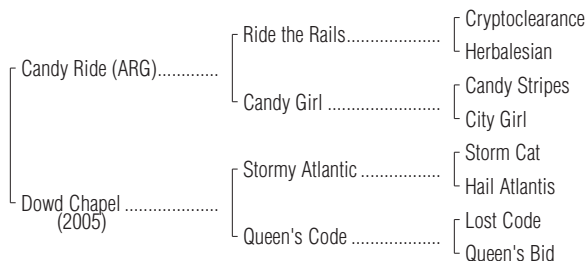 Cryptoclearance
Ride the Rails....................
Herbalesian
Candy Ride (ARG).............
Candy Stripes
Candy Girl ........................
City Girl
Storm Cat
Stormy Atlantic .................
Hail Atlantis
Dowd Chapel ....................
(2005)
Lost Code
Queen's Code ...................
Queen's Bid